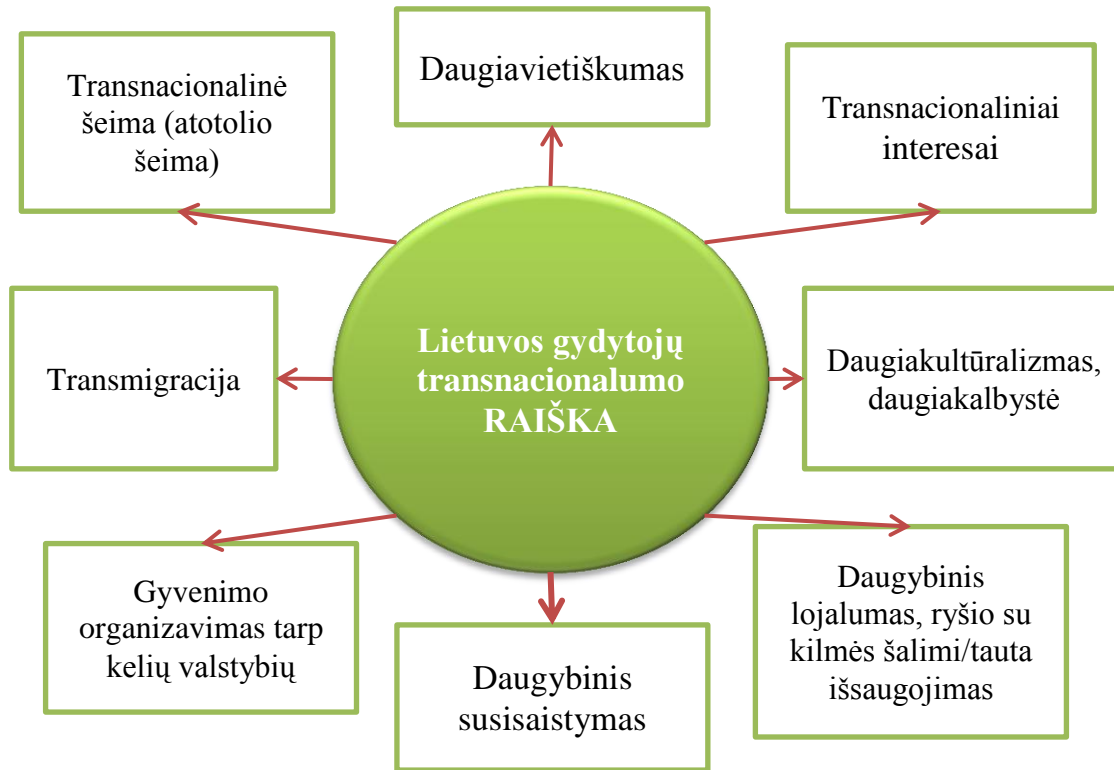 Daugiavietiškumas
Transnacionalinė
šeima (atotolio
šeima)
Transnacionaliniai
interesai
Lietuvos gydytojų
transnacionalumo
RAIŠKA
Transmigracija
Daugiakultūralizmas,
daugiakalbystė
Gyvenimo
organizavimas tarp
kelių valstybių
Daugybinis
susisaistymas
Daugybinis
lojalumas, ryšio su
kilmės šalimi/tauta
išsaugojimas